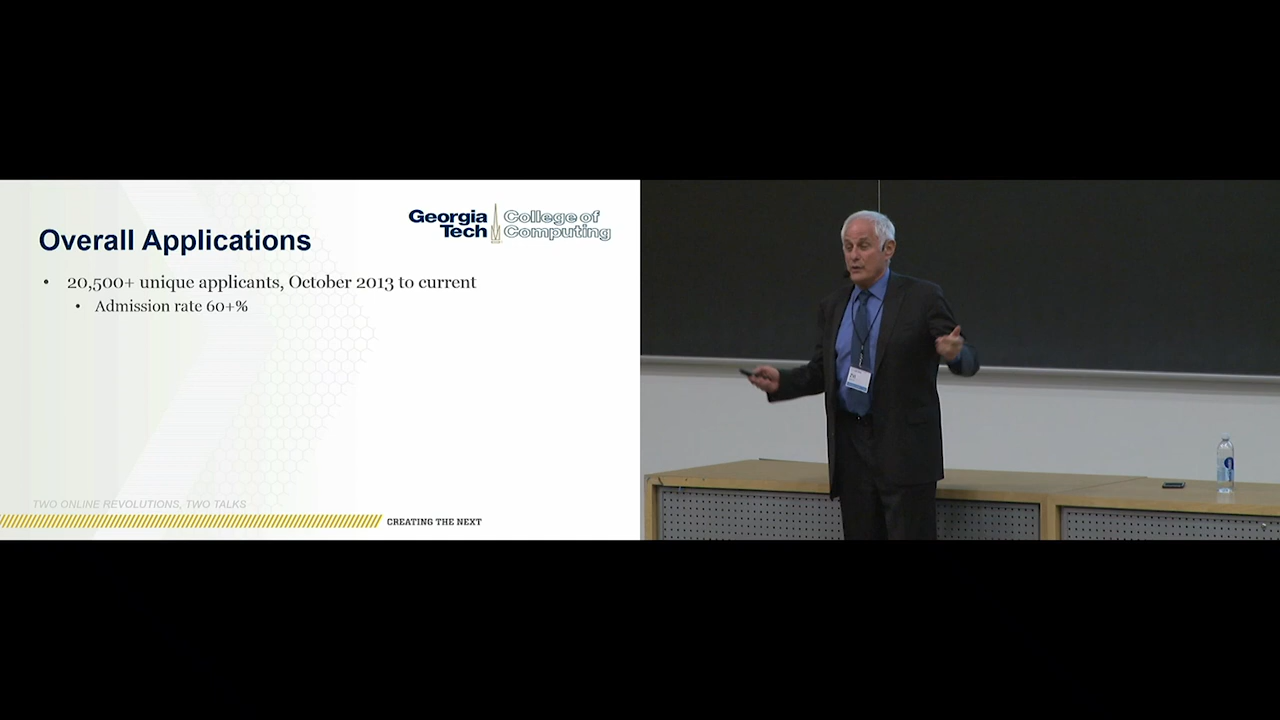 Georgia Tech
College of Computing
Overall Applications
• 20,500+ unique applicants, October 2013 to current
• Admission rate 60+%
TWO ONLINE REVOLUTIONS, TWO TALKS
CREATING THE NEXT